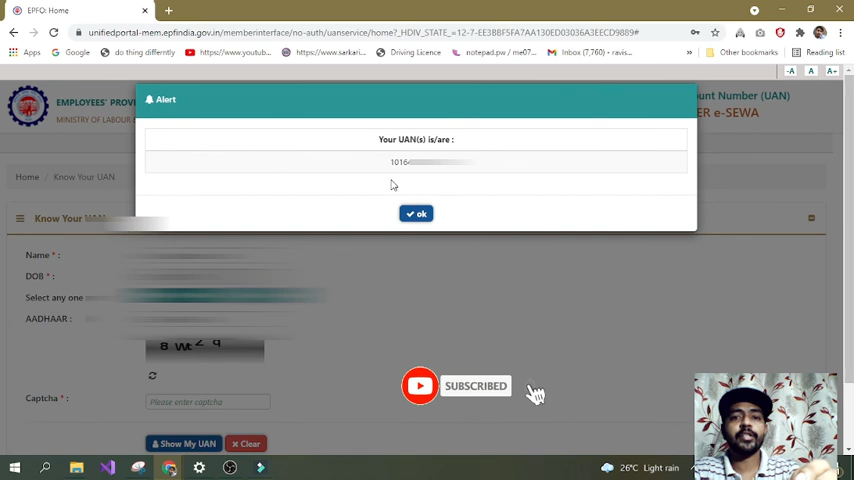 EPFO: Home
unifiedportal-mem.epfindia.gov.in/memberinterface/no-auth/uanservice/home?_HDIV_STATE_=12-7-EE3BBF5FA7AA130ED03036A3EECD9889#
Apps
Google
do thing differntly
https://www.youtub...
https://www.sarkari...
Driving Licence
notepad.pw / me07...
Inbox (7,760) - ravis...
Other bookmarks
Reading list
-A A A+
EMPLOYEES' PROVI
MINISTRY OF LABOUR &
ount Number (UAN)
ER e-SEWA
Alert
Your UAN(s) is/are :
1016
ok
Home / Know Your UAN
Know Your UAN
Name * :
DOB * :
Select any one
AADHAAR :
8 Wt Z q
Captcha * :
Please enter captcha
Show My UAN
Clear
SUBSCRIBED
26°C Light rain